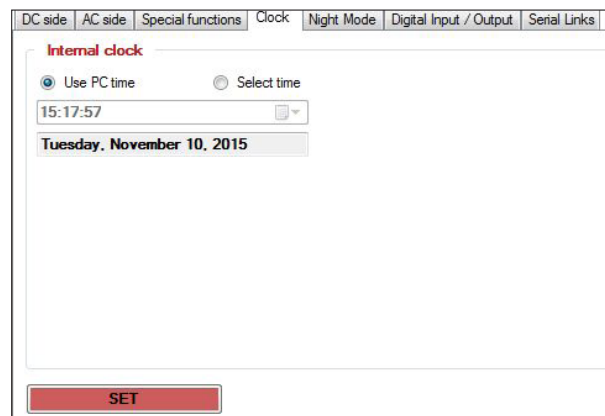 DC side AC side Special functions Clock Night Mode Digital Input / Output Serial Links
Internal clock
Use PC time Select time
15:17:57
Tuesday, November 10, 2015
SET